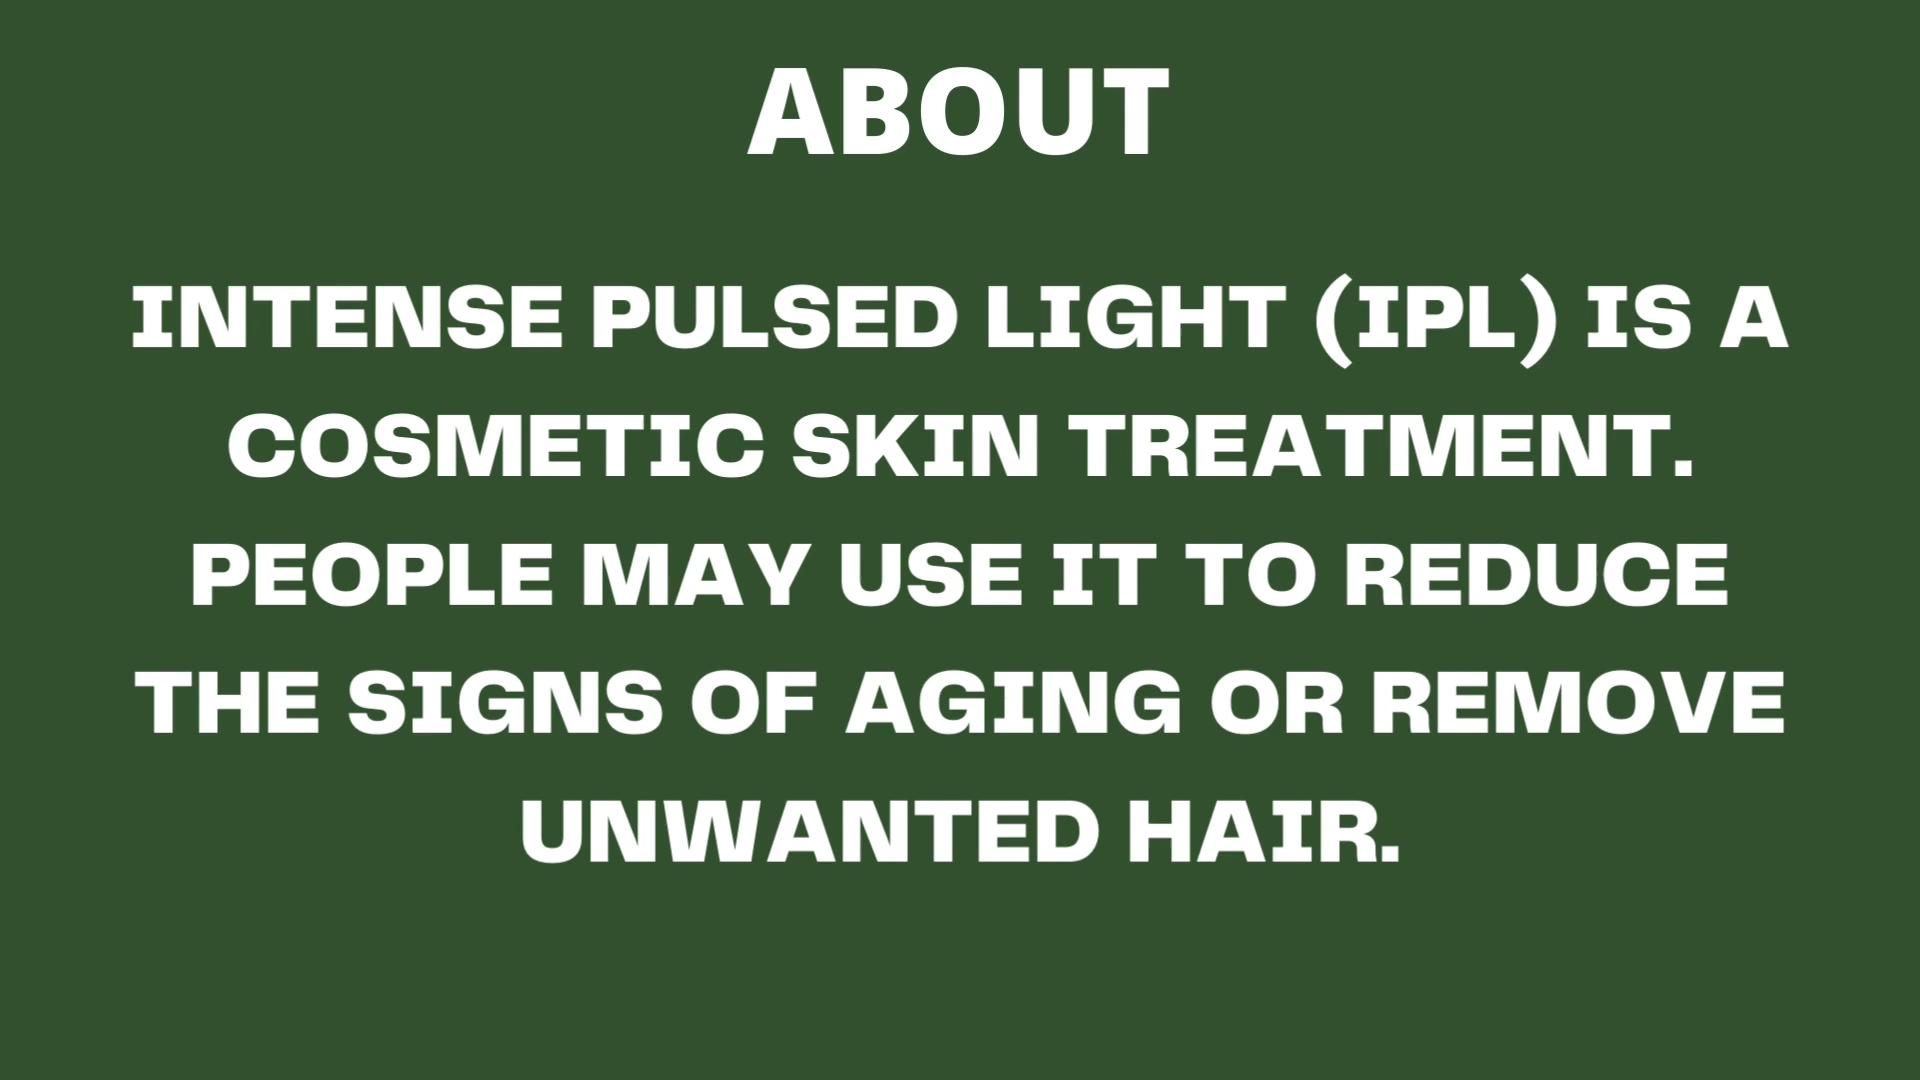 ABOUT
INTENSE PULSED LIGHT (IPL) IS A
COSMETIC SKIN TREATMENT.
PEOPLE MAY USE IT TO REDUCE
THE SIGNS OF AGING OR REMOVE
UNWANTED HAIR.